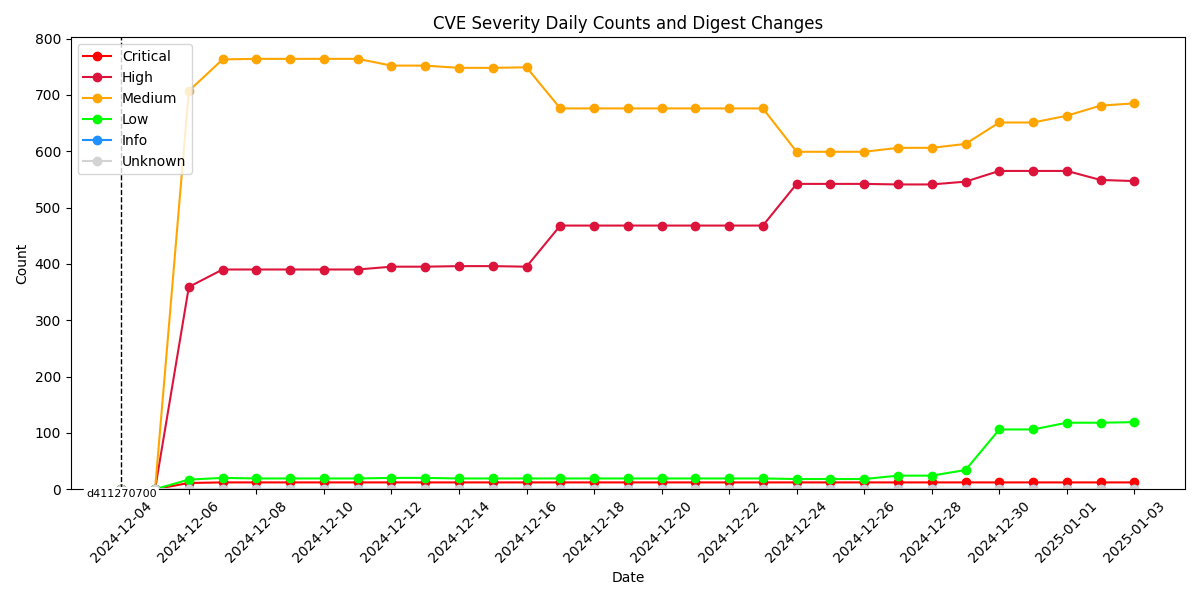 CVE Severity Daily Counts and Digest Changes
Critical
High
Medium
Low
Info
Unknown
800
700
600
500
400
300
200
100
0
Count
d411270700
2024-12-04
2024-12-06
2024-12-08
2024-12-10
2024-12-12
2024-12-14
2024-12-16
2024-12-18
2024-12-20
2024-12-22
2024-12-24
2024-12-26
2024-12-28
2024-12-30
2025-01-01
2025-01-03
Date